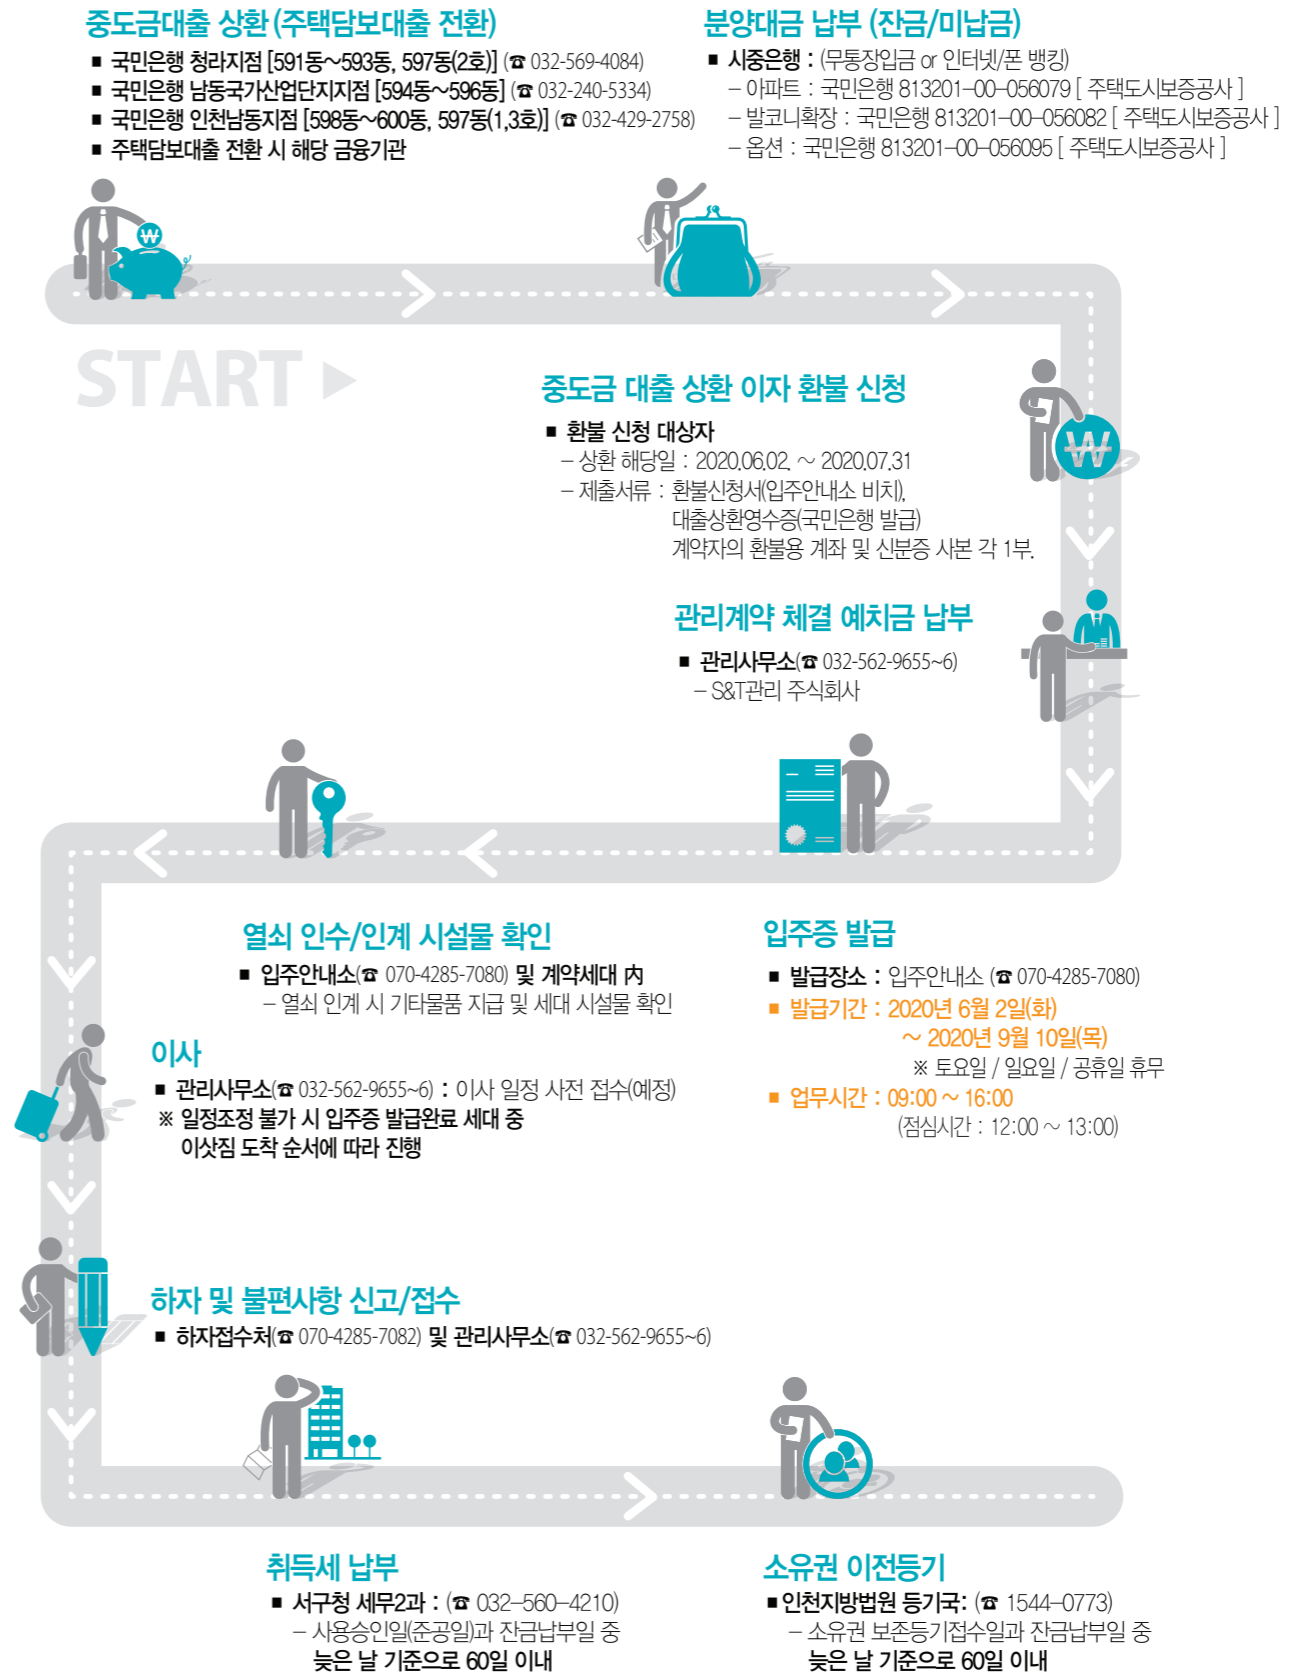 중도금대출 상환 (주택담보대출 전환)
■ 국민은행 청라지점 [591동~593동, 597동(2호)] (☎ 032-569-4084)
■ 국민은행 남동국가산업단지지점 [594동~596동] (☎ 032-240-5334)
■ 국민은행 인천남동지점 [598동~600동, 597동(1,3호)] (☎ 032-429-2758)
■ 주택담보대출 전환 시 해당 금융기관
분양대금 납부 (잔금/미납금)
■ 시중은행 : (무통장입금 or 인터넷/폰 뱅킹)
– 아파트 : 국민은행 813201–00–056079 [ 주택도시보증공사 ]
– 발코니확장 : 국민은행 813201–00–056082 [ 주택도시보증공사 ]
– 옵션 : 국민은행 813201–00–056095 [ 주택도시보증공사 ]
START ▶
중도금 대출 상환 이자 환불 신청
■ 환불 신청 대상자
– 상환 해당일 : 2020.06.02. ~ 2020.07.31
– 제출서류 : 환불신청서(입주안내소 비치),
대출상환영수증(국민은행 발급)
계약자의 환불용 계좌 및 신분증 사본 각 1부.
관리계약 체결 예치금 납부
■ 관리사무소(☎ 032-562-9655~6)
– S&T관리 주식회사
입주증 발급
■ 발급장소 : 입주안내소 (☎ 070-4285-7080)
■ 발급기간 : 2020년 6월 2일(화)
~ 2020년 9월 10일(목)
※ 토요일 / 일요일 / 공휴일 휴무
■ 업무시간 : 09:00 ~ 16:00
(점심시간 : 12:00 ~ 13:00)
열쇠 인수/인계 시설물 확인
■ 입주안내소(☎ 070-4285-7080) 및 계약세대 內
– 열쇠 인계 시 기타물품 지급 및 세대 시설물 확인
이사
■ 관리사무소(☎ 032-562-9655~6) : 이사 일정 사전 접수(예정)
※ 일정조정 불가 시 입주증 발급완료 세대 중
이삿짐 도착 순서에 따라 진행
하자 및 불편사항 신고/접수
■ 하자접수처(☎ 070-4285-7082) 및 관리사무소(☎ 032-562-9655~6)
취득세 납부
■ 서구청 세무2과 : (☎ 032–560–4210)
– 사용승인일(준공일)과 잔금납부일 중
늦은 날 기준으로 60일 이내
소유권 이전등기
■ 인천지방법원 등기국: (☎ 1544–0773)
– 소유권 보존등기접수일과 잔금납부일 중
늦은 날 기준으로 60일 이내